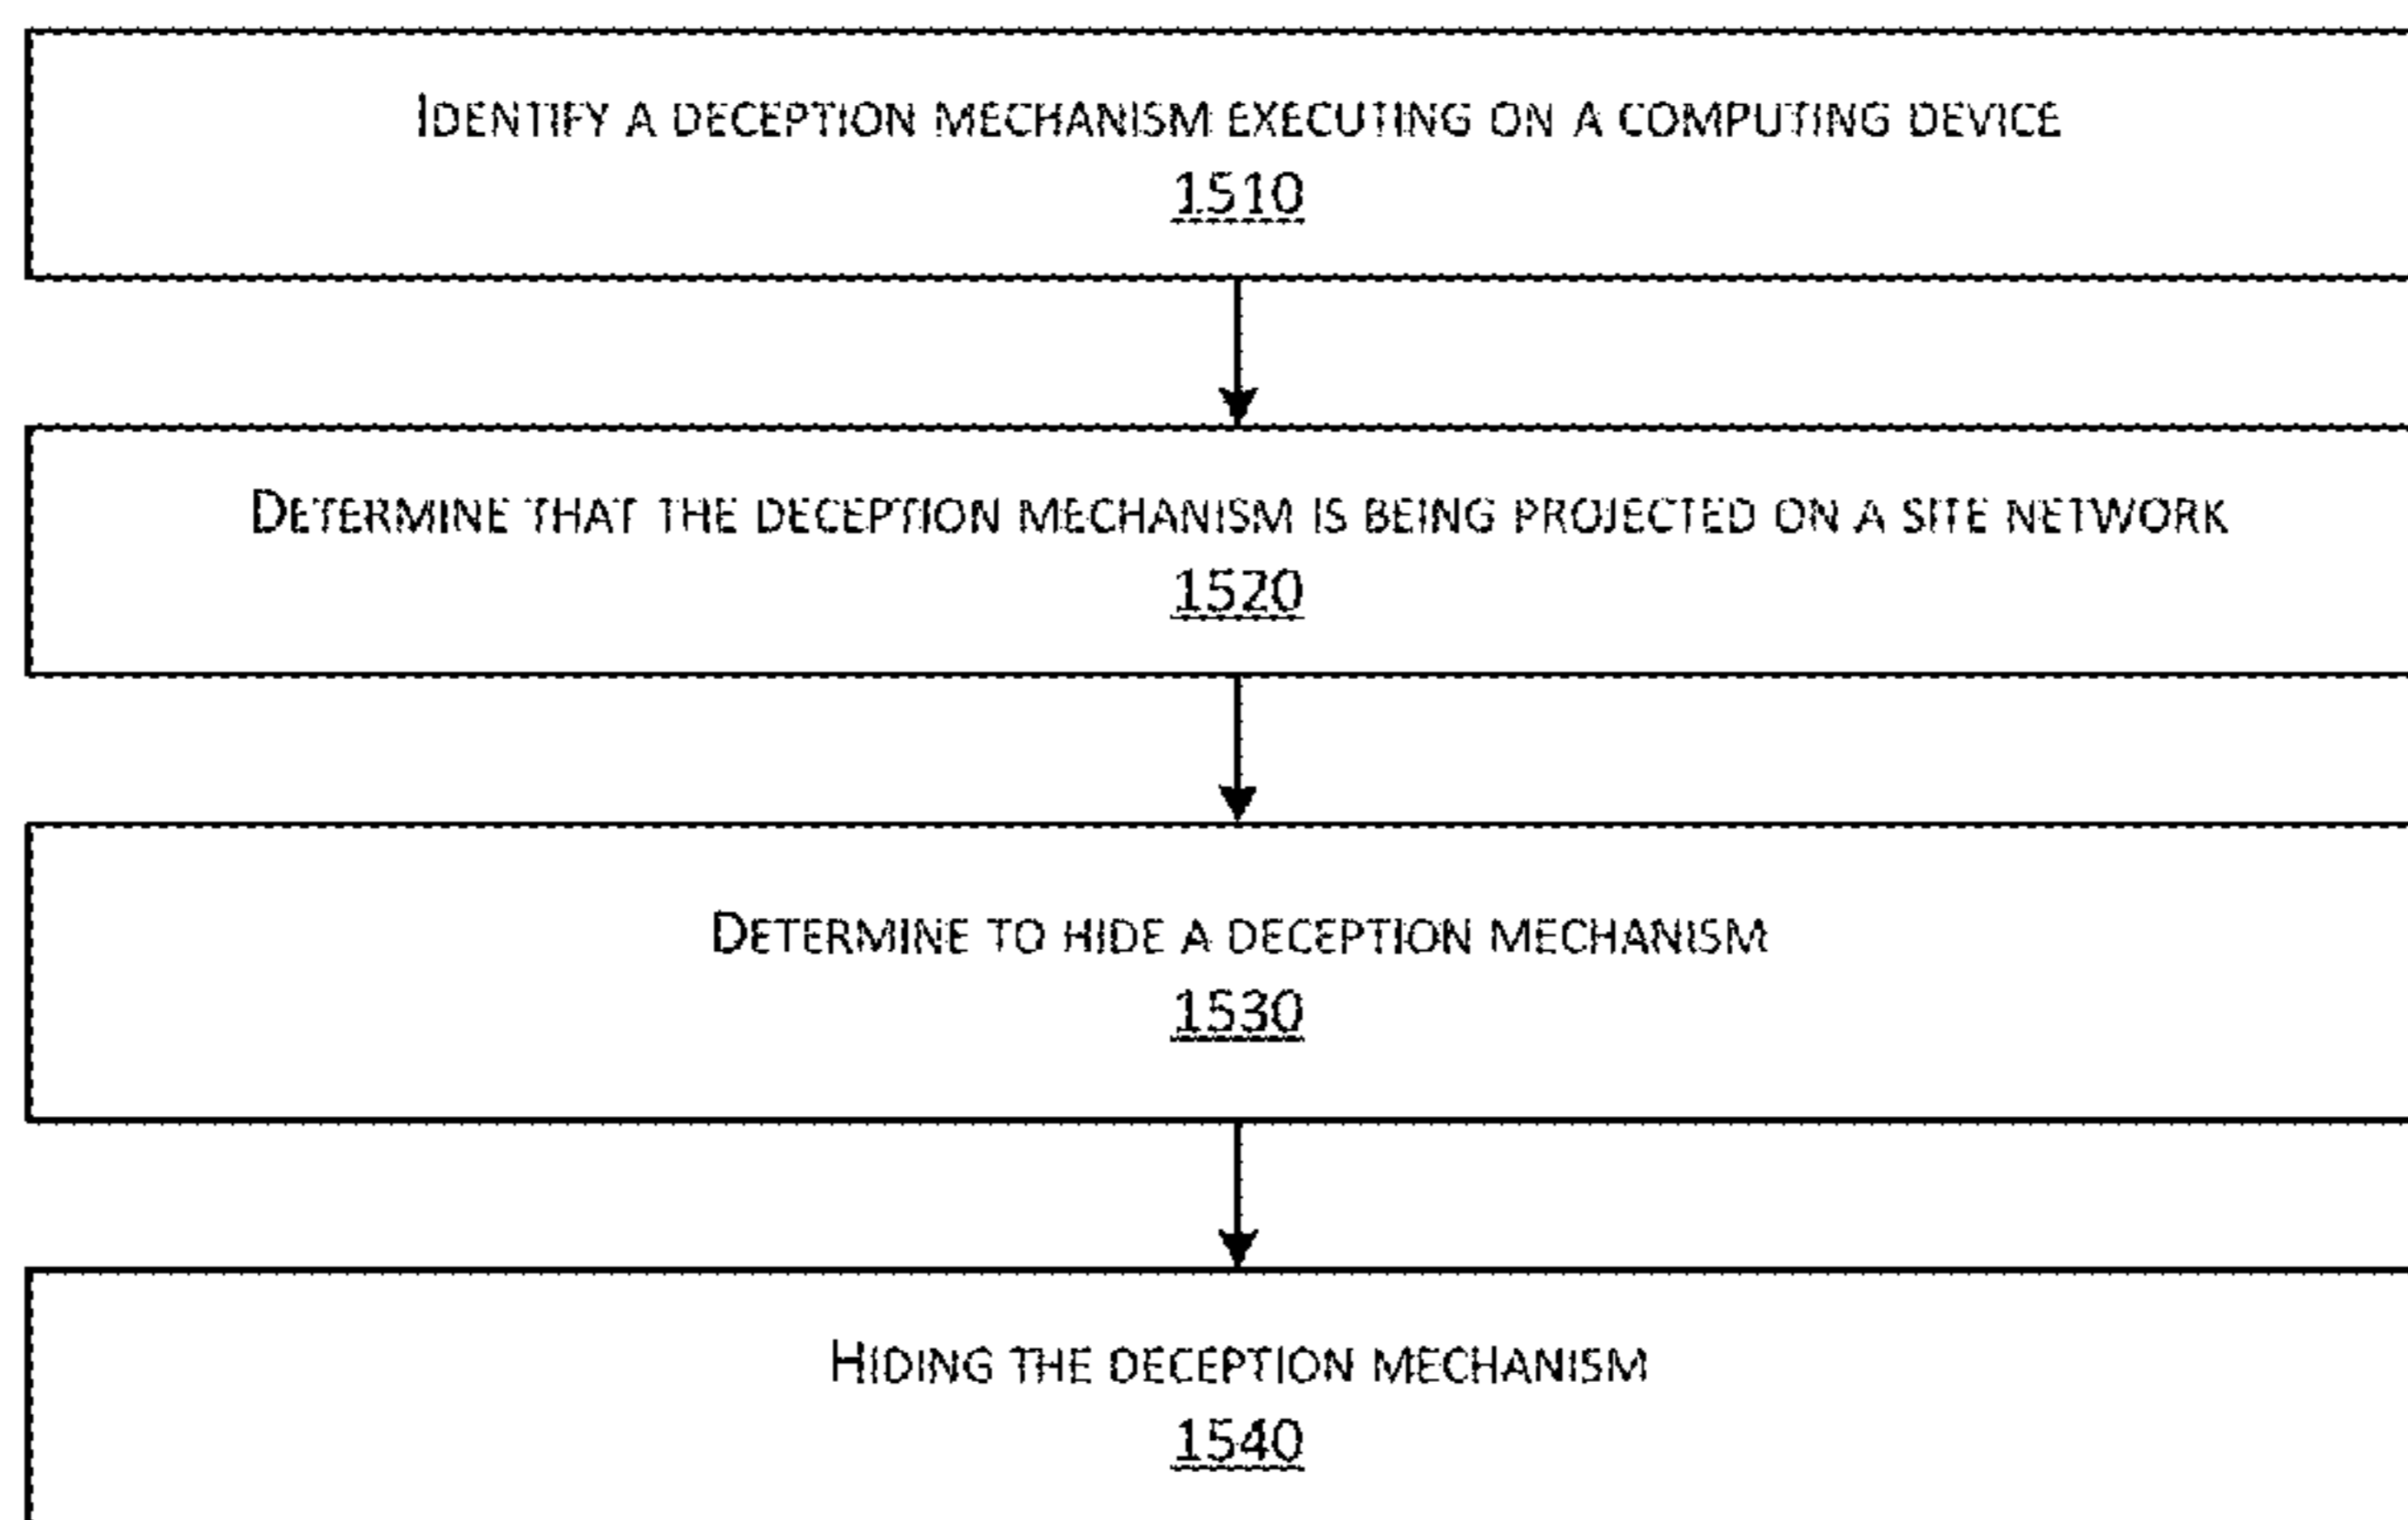 IDENTIFY A DECEPTION MECHANISM EXECUTING ON A COMPUTING DEVICE
1510
DETERMINE THAT THE DECEPTION MECHANISM IS BEING PROJECTED ON A SITE NETWORK
1520
DETERMINE TO HIDE A DECEPTION MECHANISM
1530
HIDING THE DECEPTION MECHANISM
1540